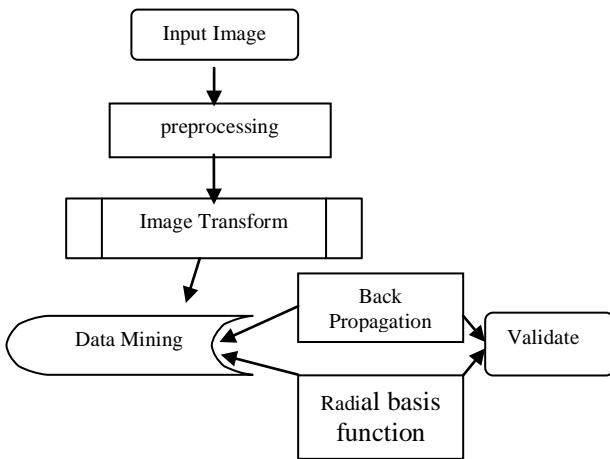 Input Image
preprocessing
Image Transform
Data Mining
Back
Propagation
Radial basis
function
Validate